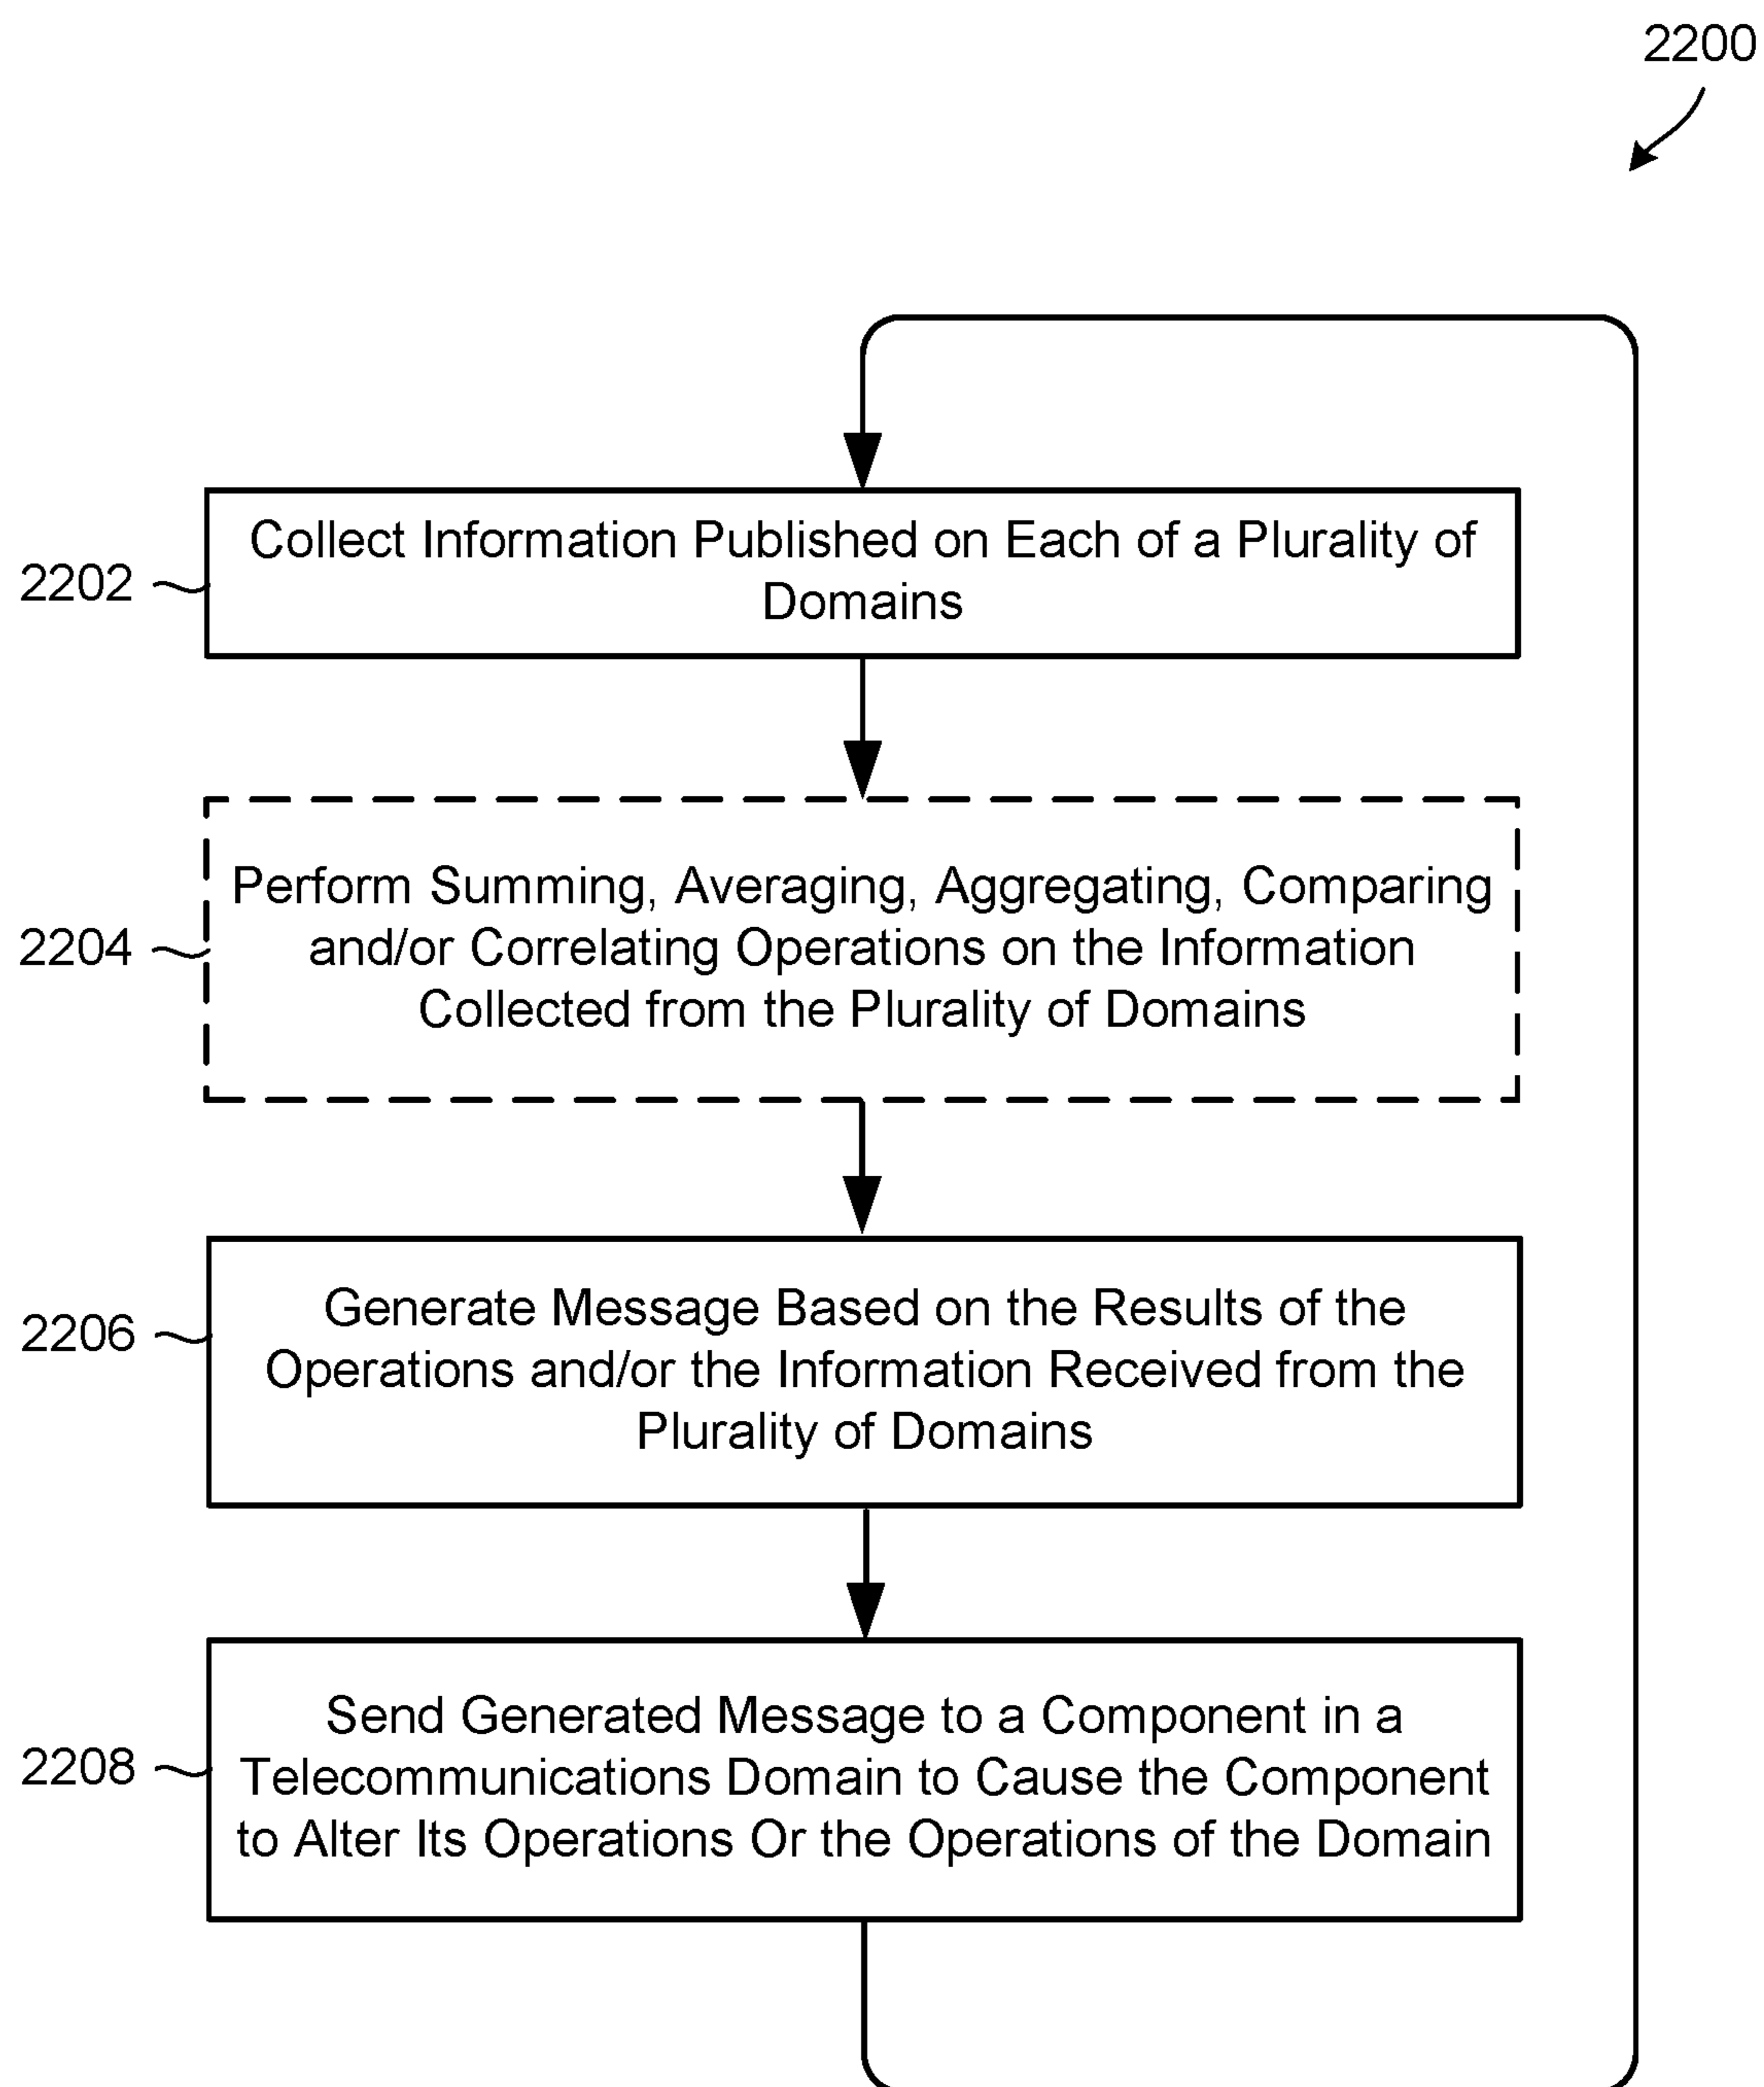 2200
Collect Information Published on Each of a Plurality of
Domains
2202
Perform Summing, Averaging, Aggregating, Comparing
and/or Correlating Operations on the Information
Collected from the Plurality of Domains
2204
Generate Message Based on the Results of the
Operations and/or the Information Received from the
Plurality of Domains
2206
Send Generated Message to a Component in a
Telecommunications Domain to Cause the Component
to Alter Its Operations Or the Operations of the Domain
2208